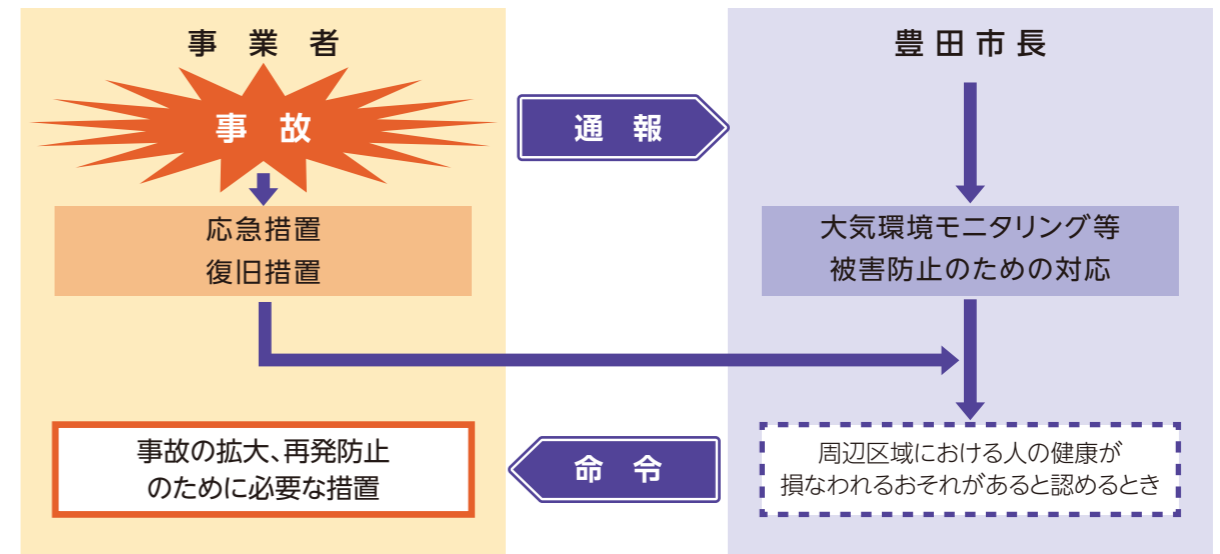 事業者
事故
応急措置
復旧措置
通報
豊田市長
大気環境モニタリング等
被害防止のための対応
周辺区域における人の健康が
損なわれるおそれがあると認めるとき
命令
事故の拡大、再発防止
のために必要な措置